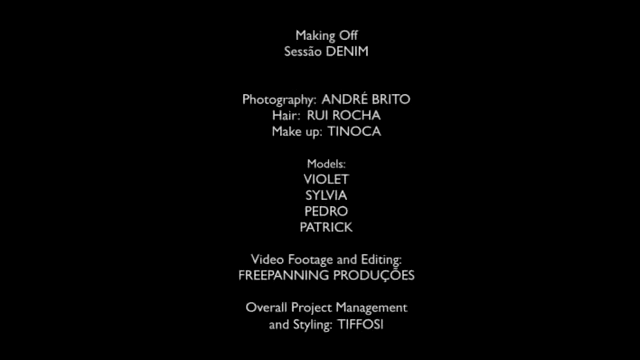 Making Off
Sessão DENIM
Photography: ANDRÉ BRITO
Hair: RUI ROCHA
Make up: TINOCA
Models:
VIOLET
SYLVIA
PEDRO
PATRICK
Video Footage and Editing:
FREEPANNING PRODUÇÕES
Overall Project Management
and Styling: TIFFOSI